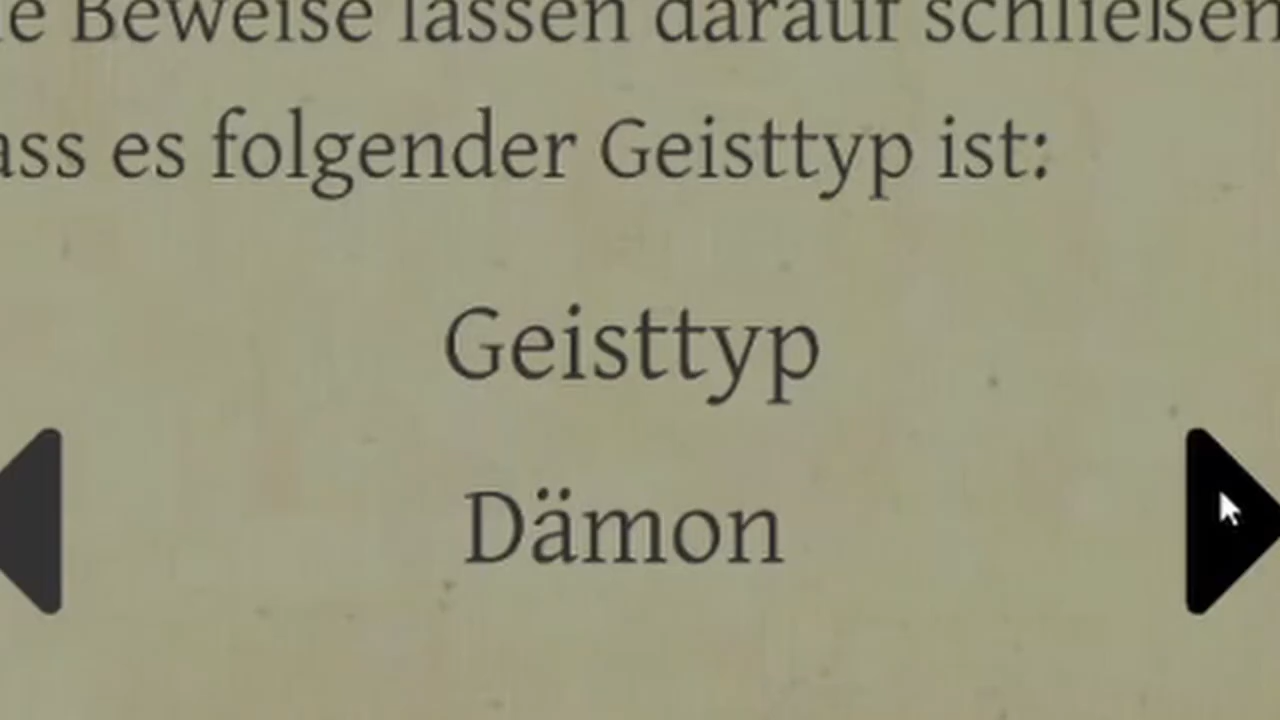 e Beweise lassen darauf schließen
ass es folgender Geisttyp ist:
Geisttyp
Dämon